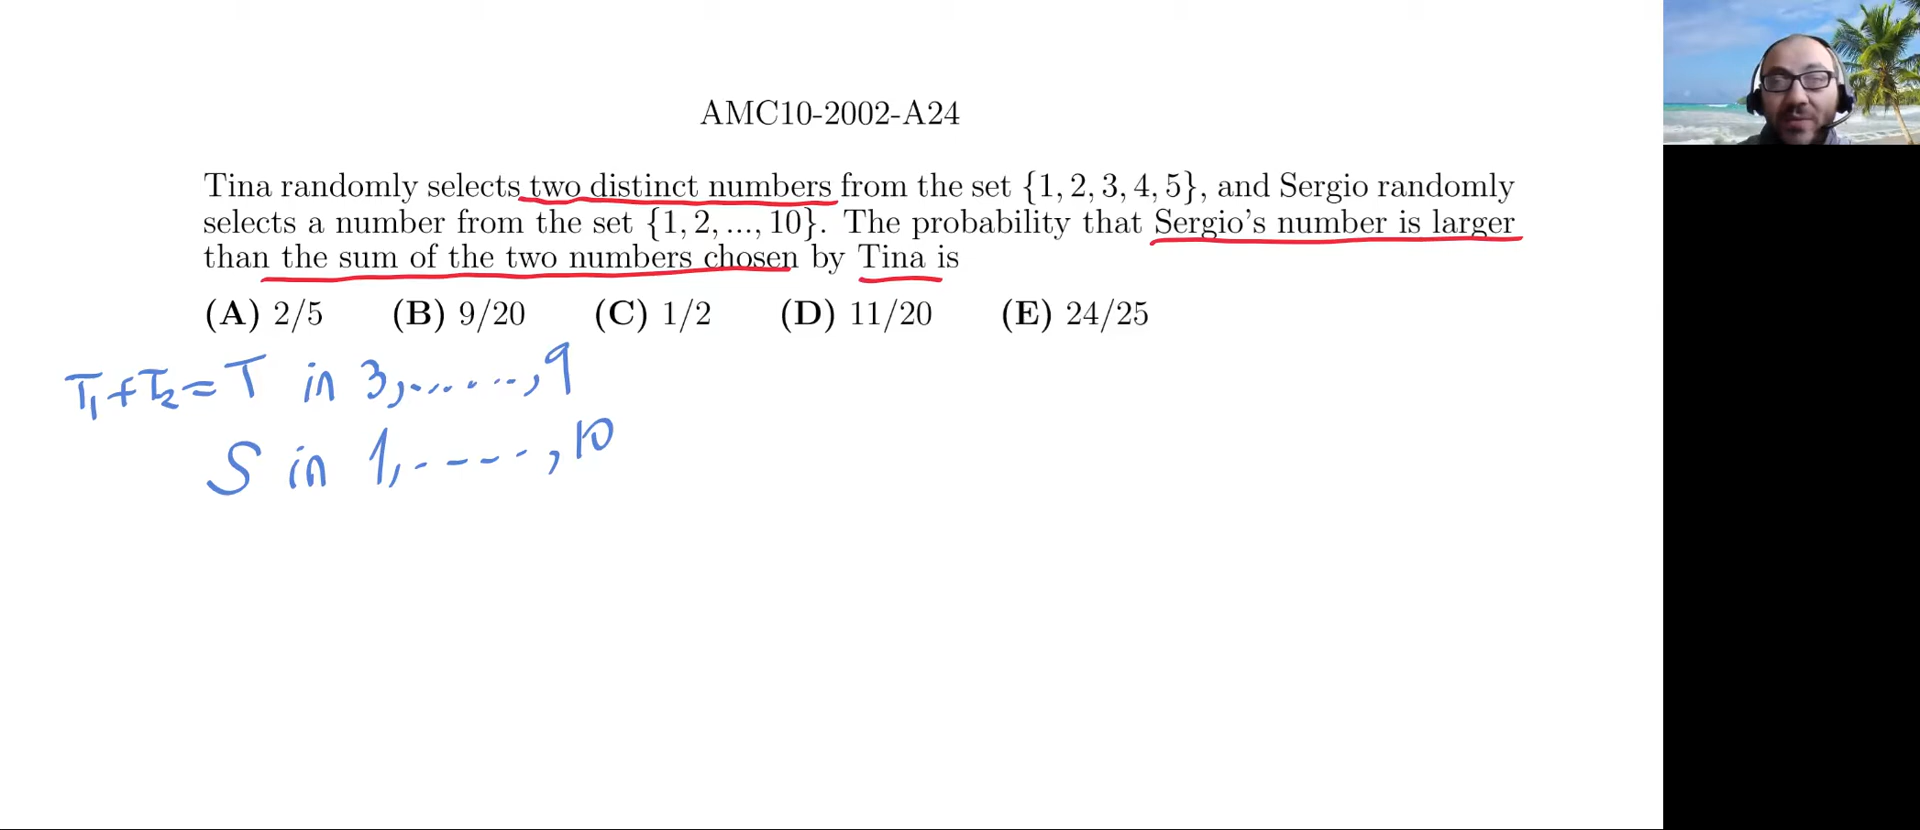 AMC10-2002-A24
Tina randomly selects two distinct numbers from the set {1, 2, 3, 4, 5}, and Sergio randomly
selects a number from the set {1, 2, ..., 10}. The probability that Sergio's number is larger
than the sum of the two numbers chosen by Tina is
(A) 2/5 (B) 9/20 (C) 1/2 (D) 11/20 (E) 24/25
T₁+T₂=T in 3,.......,9
S in 1,------,10